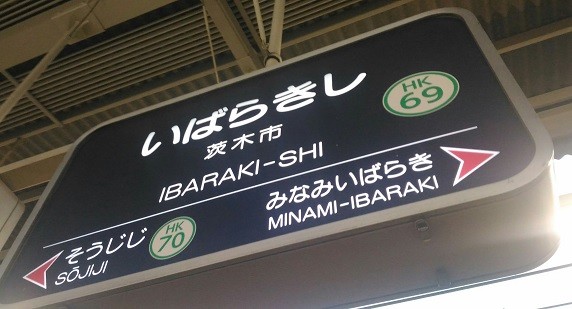 いばらきし
HK
69
茨木市
IBARAKI-SHI
みなみいばらき
MINAMI-IBARAKI
そうじじ
SŌJIJI
HK
70